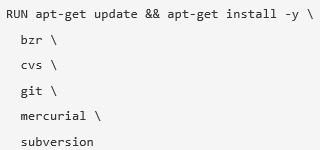 RUN apt-get update && apt-get install -y \
  bzr \
  cvs \
  git \
  mercurial \
  subversion